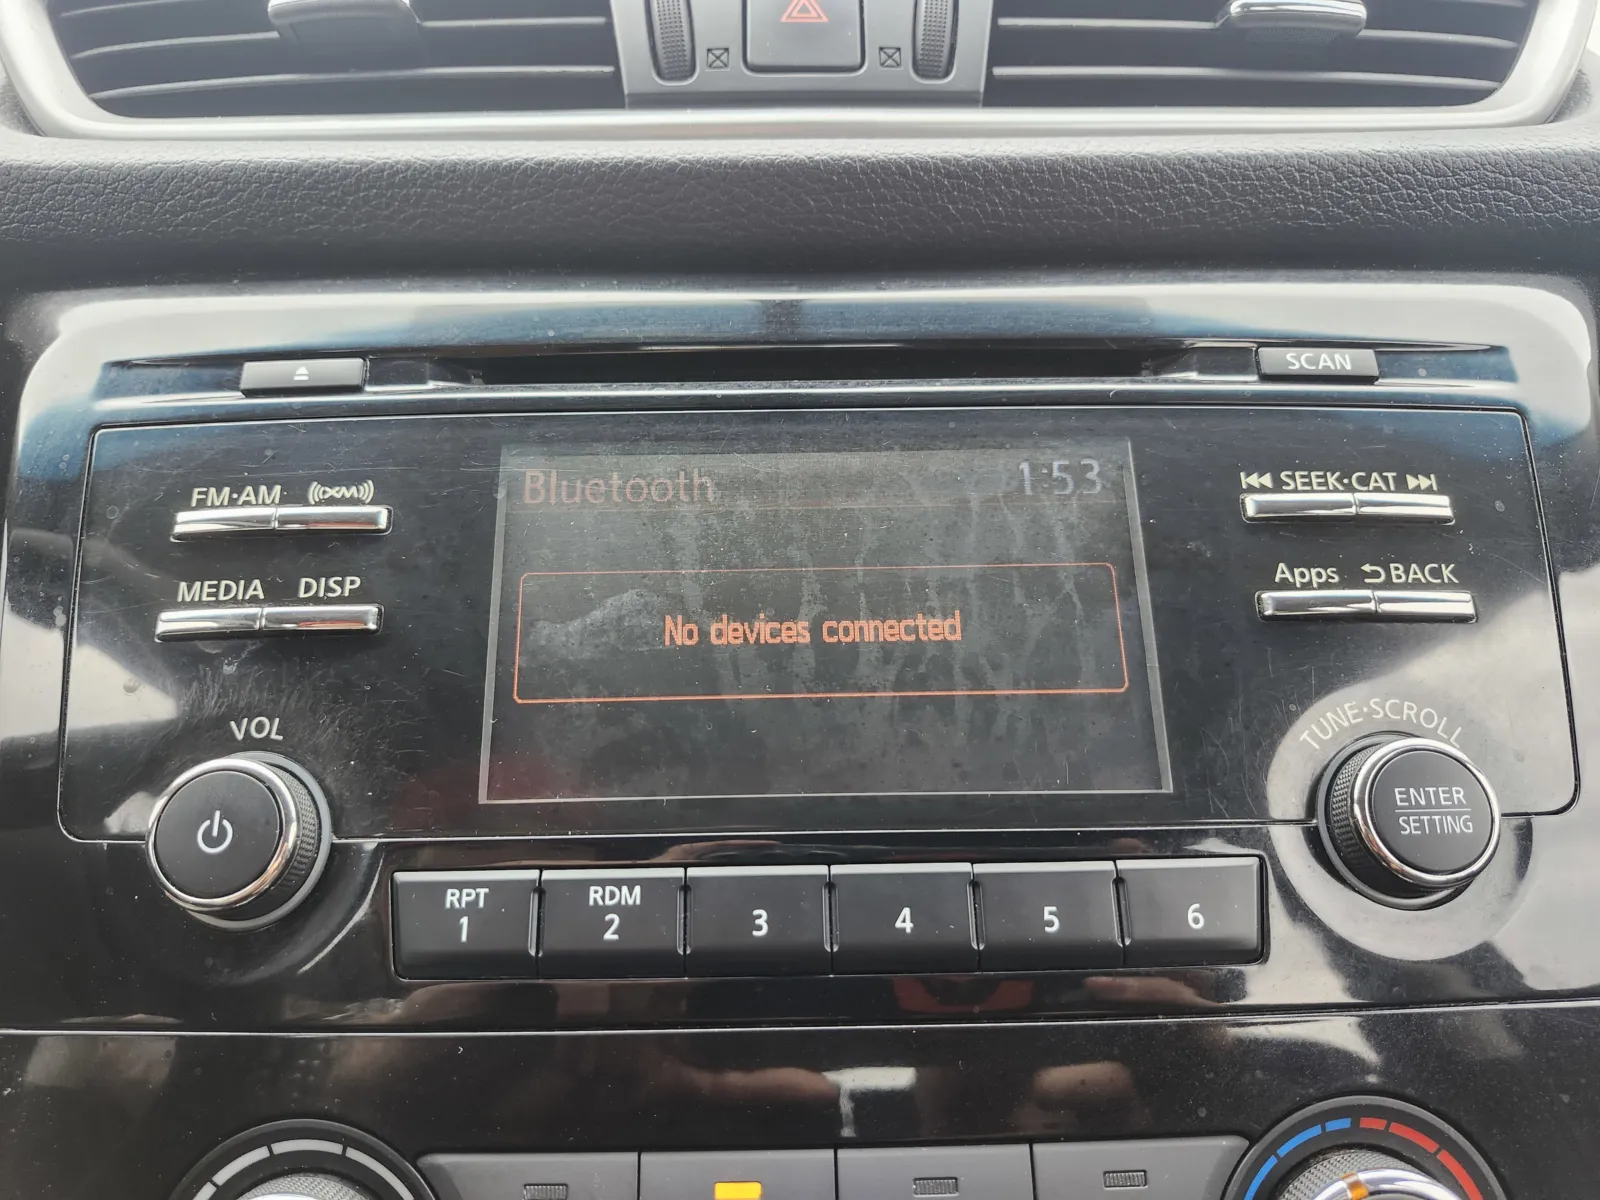 SCAN
Bluetooth 1:53
FM·AM XM
SEEK·CAT
MEDIA DISP
Apps BACK
No devices connected
VOL
TUNE·SCROLL
ENTER
SETTING
RPT
1
RDM
2
3
4
5
6